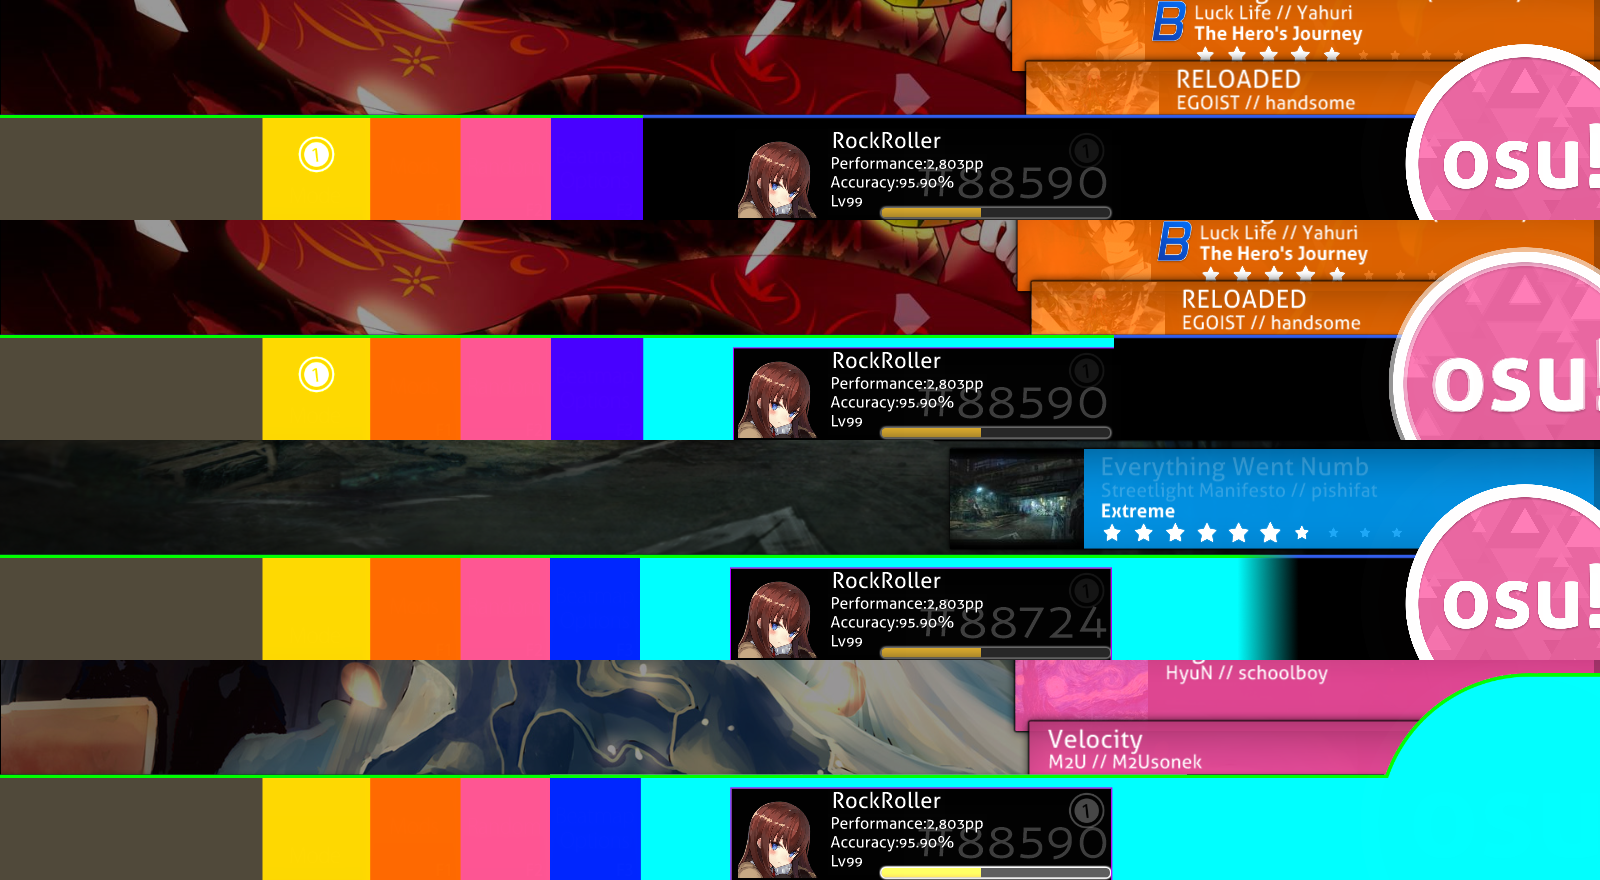 B
Luck Life // Yahuri
The Hero's Journey
RELOADED
EGOIST // handsome
1
RockRoller
1
Performance:2,803pp
#88590
Accuracy:95.90%
Lv99
osu!
B
Luck Life // Yahuri
The Hero's Journey
RELOADED
EGOIST // handsome
1
RockRoller
1
Performance:2,803pp
#88590
Accuracy:95.90%
Lv99
osu!
Everything Went Numb
Streetlight Manifesto // pishifat
Extreme
RockRoller
1
Performance:2,803pp
#88724
Accuracy:95.90%
Lv99
osu!
HyuN // schoolboy
Velocity
M2U // M2Usonek
RockRoller
1
Performance:2,803pp
#88590
Accuracy:95.90%
Lv99